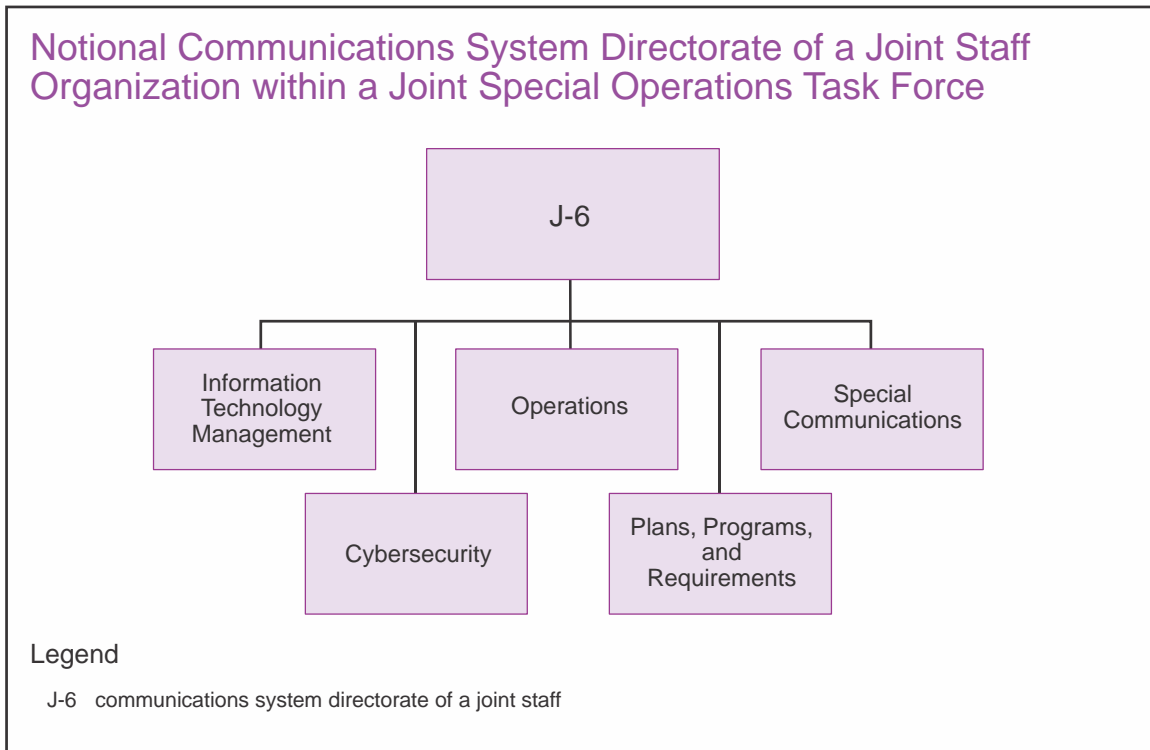 Notional Communications System Directorate of a Joint Staff
Organization within a Joint Special Operations Task Force
J-6
Information
Technology
Management
Operations
Special
Communications
Cybersecurity
Plans, Programs,
and
Requirements
Legend
J-6 communications system directorate of a joint staff